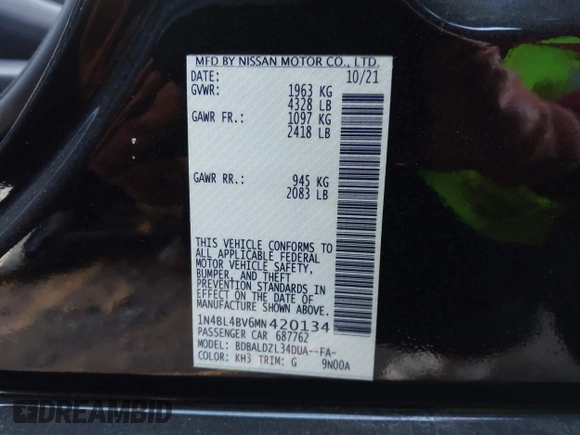 MFD BY NISSAN MOTOR CO., LTD.
DATE: 10/21
GVWR: 1963 KG
4328 LB
GAWR FR.: 1097 KG
2418 LB
GAWR RR.: 945 KG
2083 LB
THIS VEHICLE CONFORMS TO
ALL APPLICABLE FEDERAL
MOTOR VEHICLE SAFETY,
BUMPER, AND THEFT
PREVENTION STANDARDS IN
EFFECT ON THE DATE OF
MANUFACTURE SHOWN ABOVE.
1N4BL4BV6MN420134
PASSENGER CAR 687762
MODEL: BDBALDZL34DUA--FA-
COLOR: KH3 TRIM: G 9N00A
DREAMBID